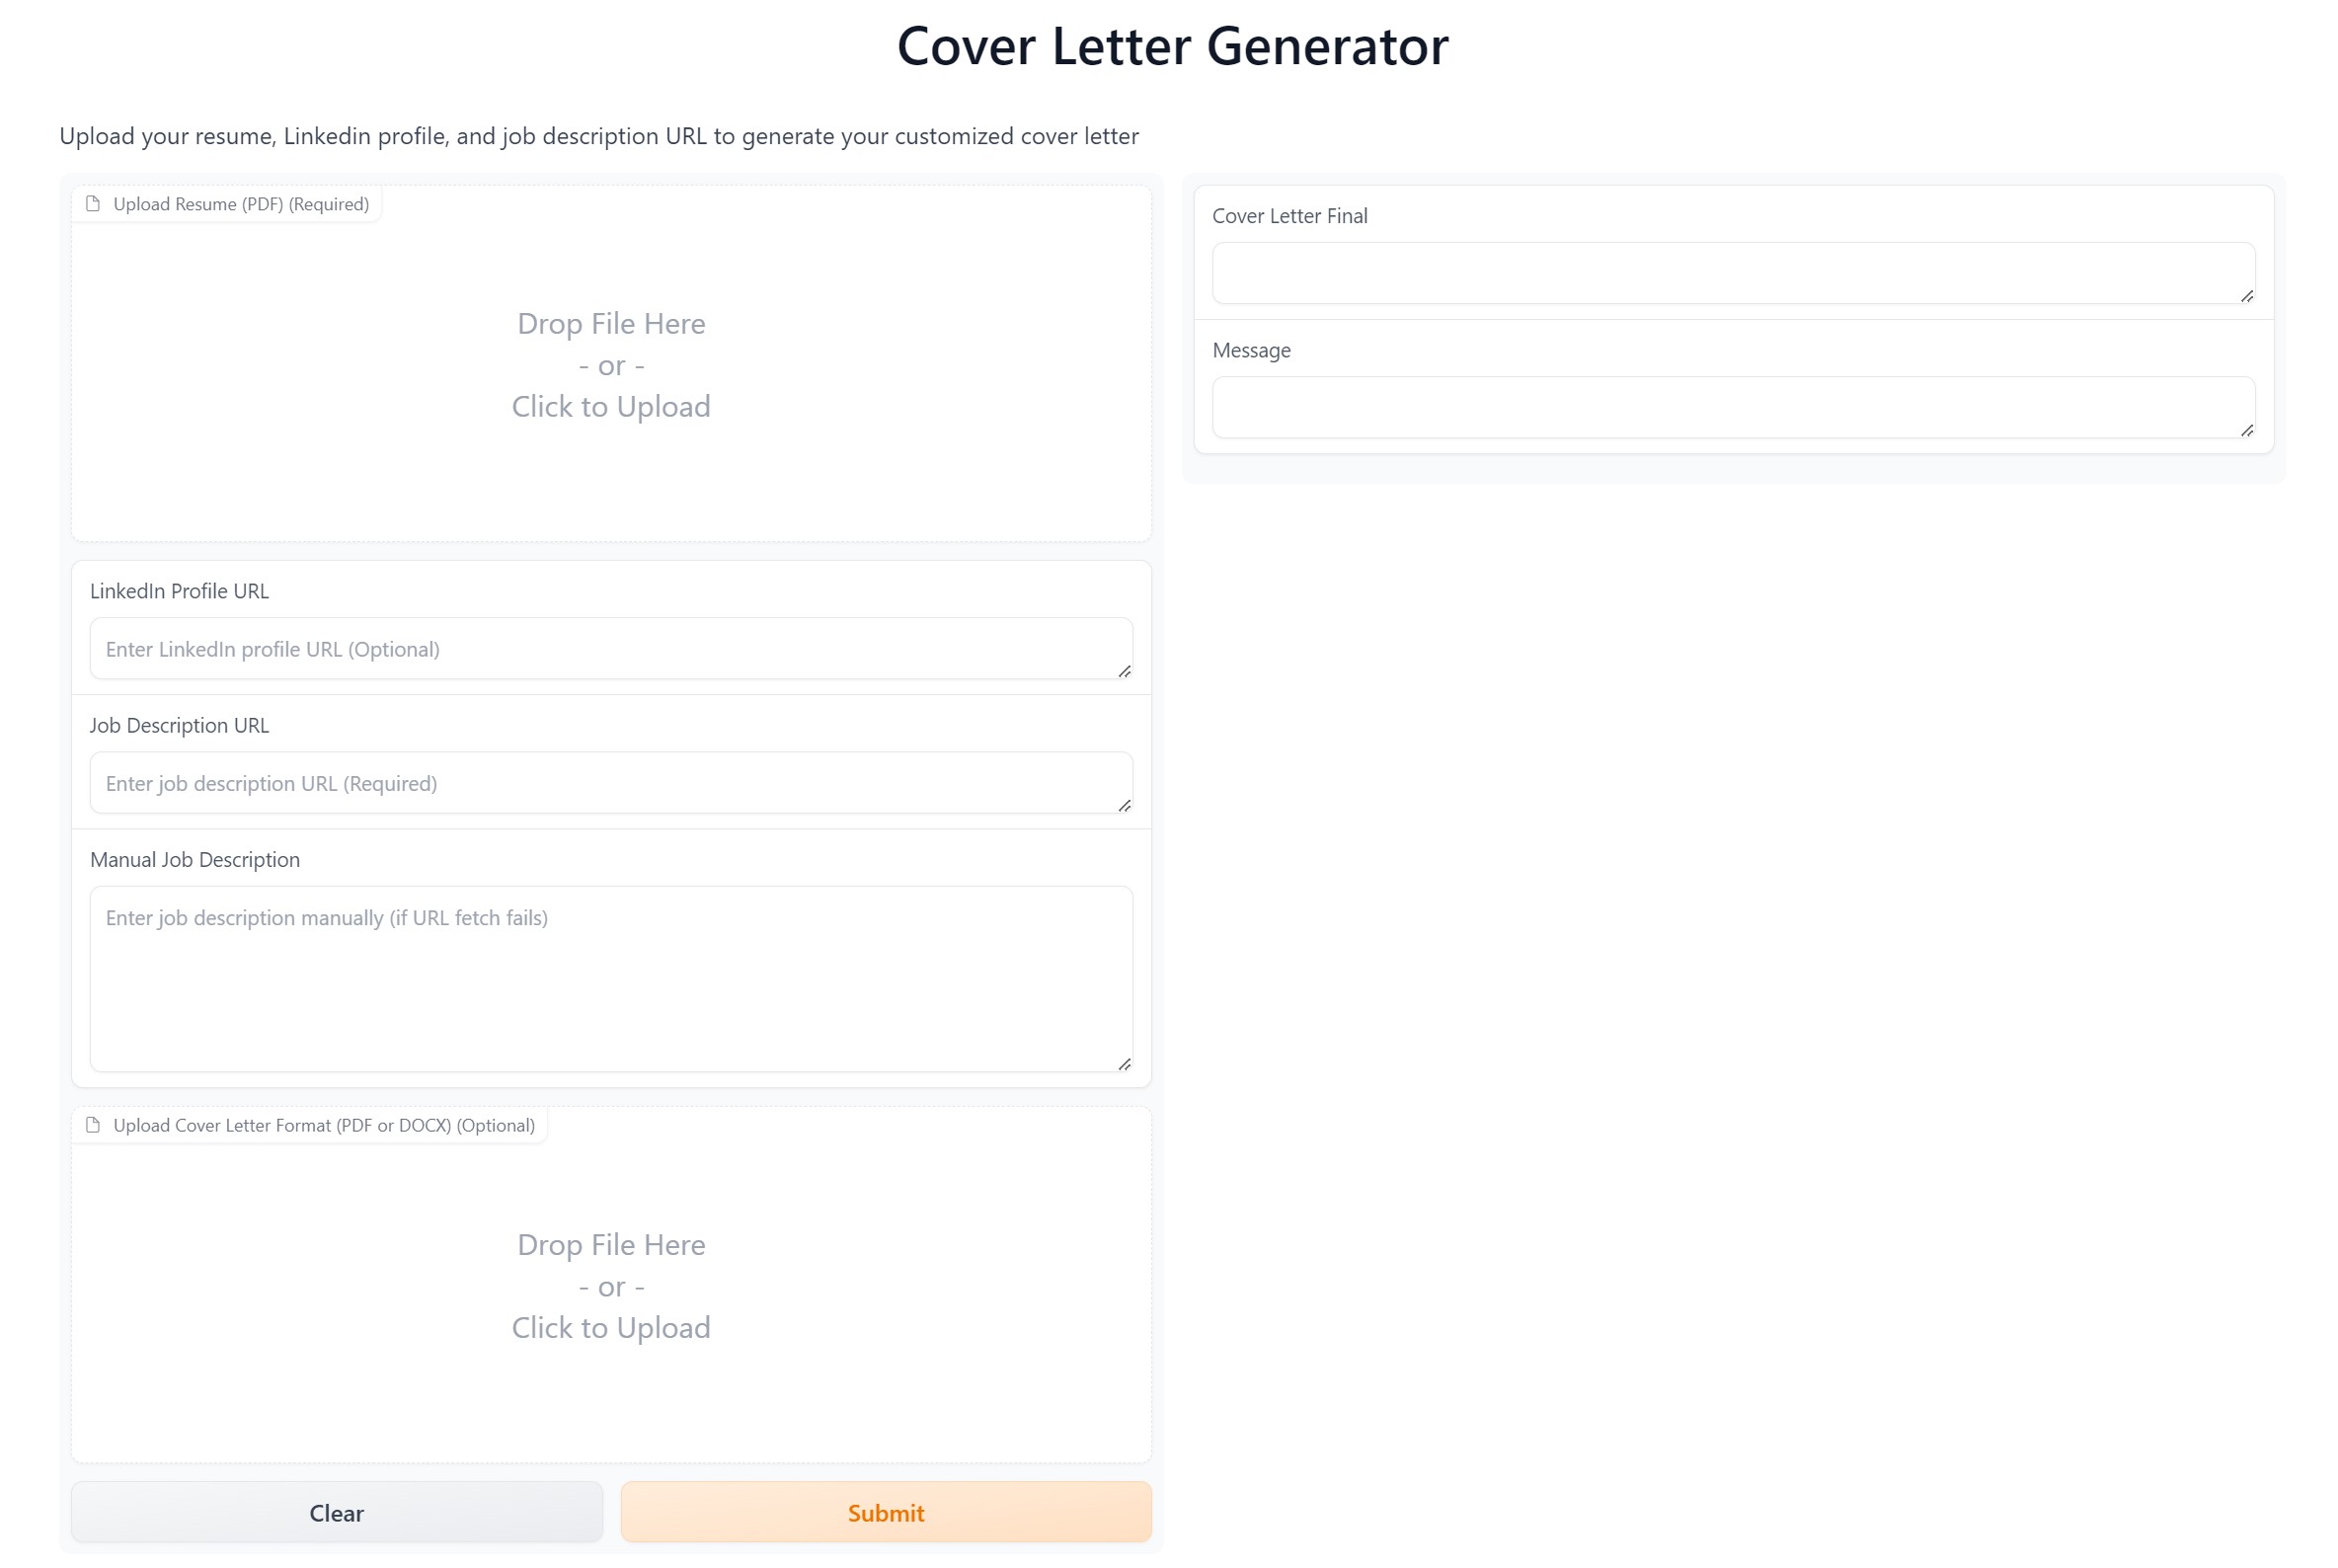 Cover Letter Generator
Upload your resume, Linkedin profile, and job description URL to generate your customized cover letter
Upload Resume (PDF) (Required)
Drop File Here
- or -
Click to Upload
LinkedIn Profile URL
Enter LinkedIn profile URL (Optional)
Job Description URL
Enter job description URL (Required)
Manual Job Description
Enter job description manually (if URL fetch fails)
Upload Cover Letter Format (PDF or DOCX) (Optional)
Drop File Here
- or -
Click to Upload
Clear
Submit
Cover Letter Final
Message